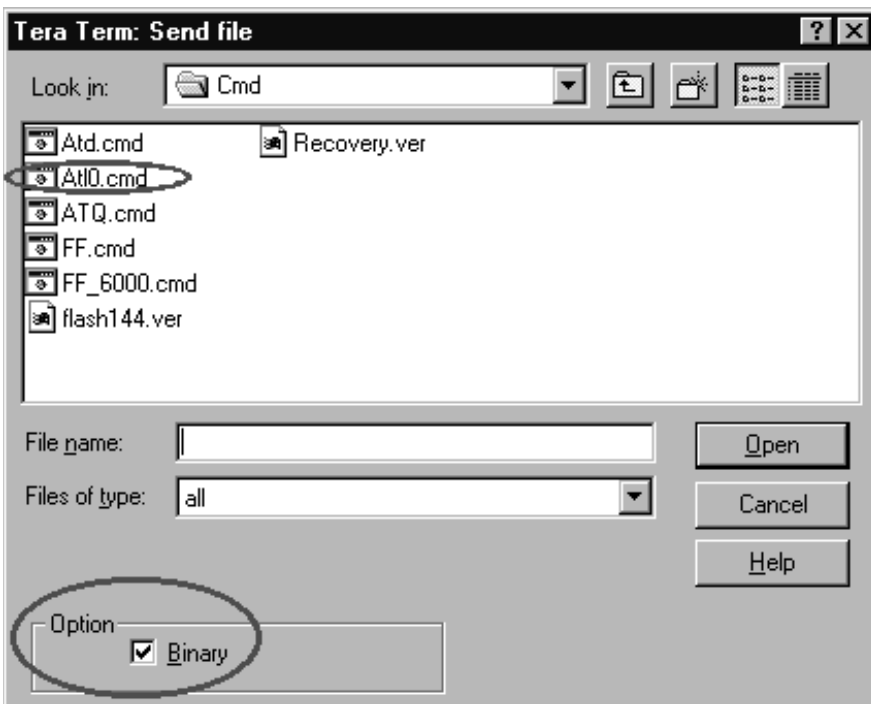 Tera Term: Send file
Look in:
Cmd
Atd.cmd
Recovery.ver
Atl0.cmd
ATQ.cmd
FF.cmd
FF_6000.cmd
flash144.ver
File name:
Open
Files of type:
all
Cancel
Help
Option
Binary